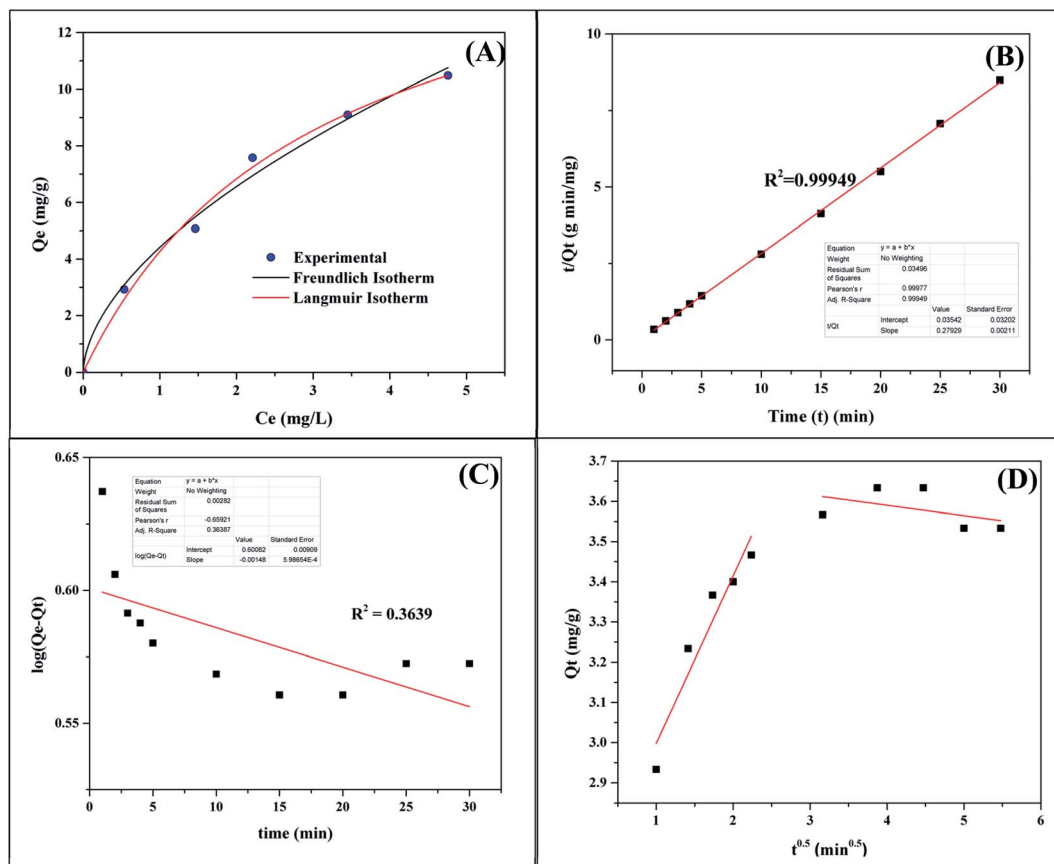 (A)
12
10
8
6
4
2
0
Qe (mg/g)
Experimental
Freundlich Isotherm
Langmuir Isotherm
0 1 2 3 4 5
Ce (mg/L)
(B)
10
5
0
t/Qt (g min/mg)
R²=0.99949
Equation y = a + b*x
Weight No Weighting
Residual Sum of Squares 0.03496
Pearson's r 0.99977
Adj. R-Square 0.99949
Value Standard Error
t/Qt Intercept 0.03542 0.03202
Slope 0.27929 0.00211
0 5 10 15 20 25 30
Time (t) (min)
(C)
0.65
0.60
0.55
log(Qe-Qt)
Equation y = a + b*x
Weight No Weighting
Residual Sum of Squares 0.00282
Pearson's r -0.65921
Adj. R-Square 0.36387
Value Standard Error
log(Qe-Qt) Intercept 0.60082 0.00909
Slope -0.00148 5.98654E-4
R² = 0.3639
0 5 10 15 20 25 30
time (min)
(D)
3.7
3.6
3.5
3.4
3.3
3.2
3.1
3.0
2.9
Qt (mg/g)
1 2 3 4 5 6
t^0.5 (min^0.5)